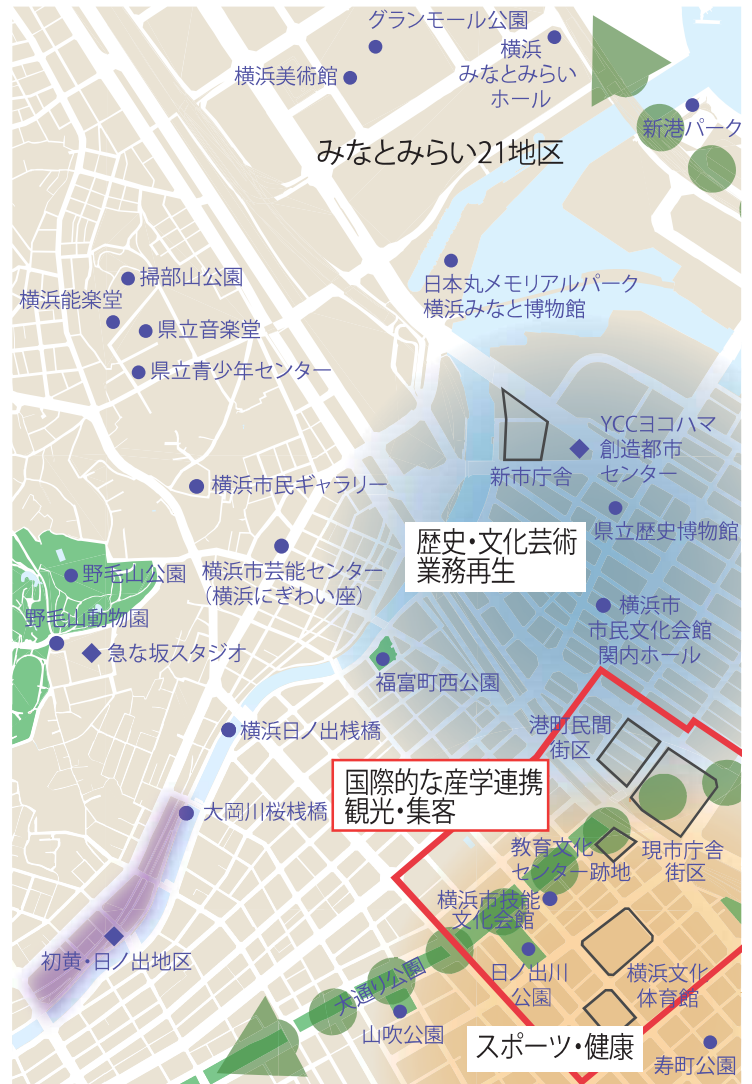 グランモール公園
横浜
みなとみらい
ホール
横浜美術館
新港パーク
みなとみらい21地区
掃部山公園
横浜能楽堂
県立音楽堂
県立青少年センター
日本丸メモリアルパーク
横浜みなと博物館
YCCヨコハマ
創造都市
センター
新市庁舎
横浜市民ギャラリー
県立歴史博物館
歴史・文化芸術
業務再生
野毛山公園
横浜市芸能センター
（横浜にぎわい座）
横浜市
市民文化会館
関内ホール
野毛山動物園
急な坂スタジオ
福富町西公園
横浜日ノ出桟橋
港町民間
街区
国際的な産学連携
観光・集客
大岡川桜桟橋
教育文化
センター跡地
現市庁舎
街区
横浜市技能
文化会館
初黄・日ノ出地区
日ノ出川
公園
横浜文化
体育館
大通り公園
山吹公園
スポーツ・健康
寿町公園